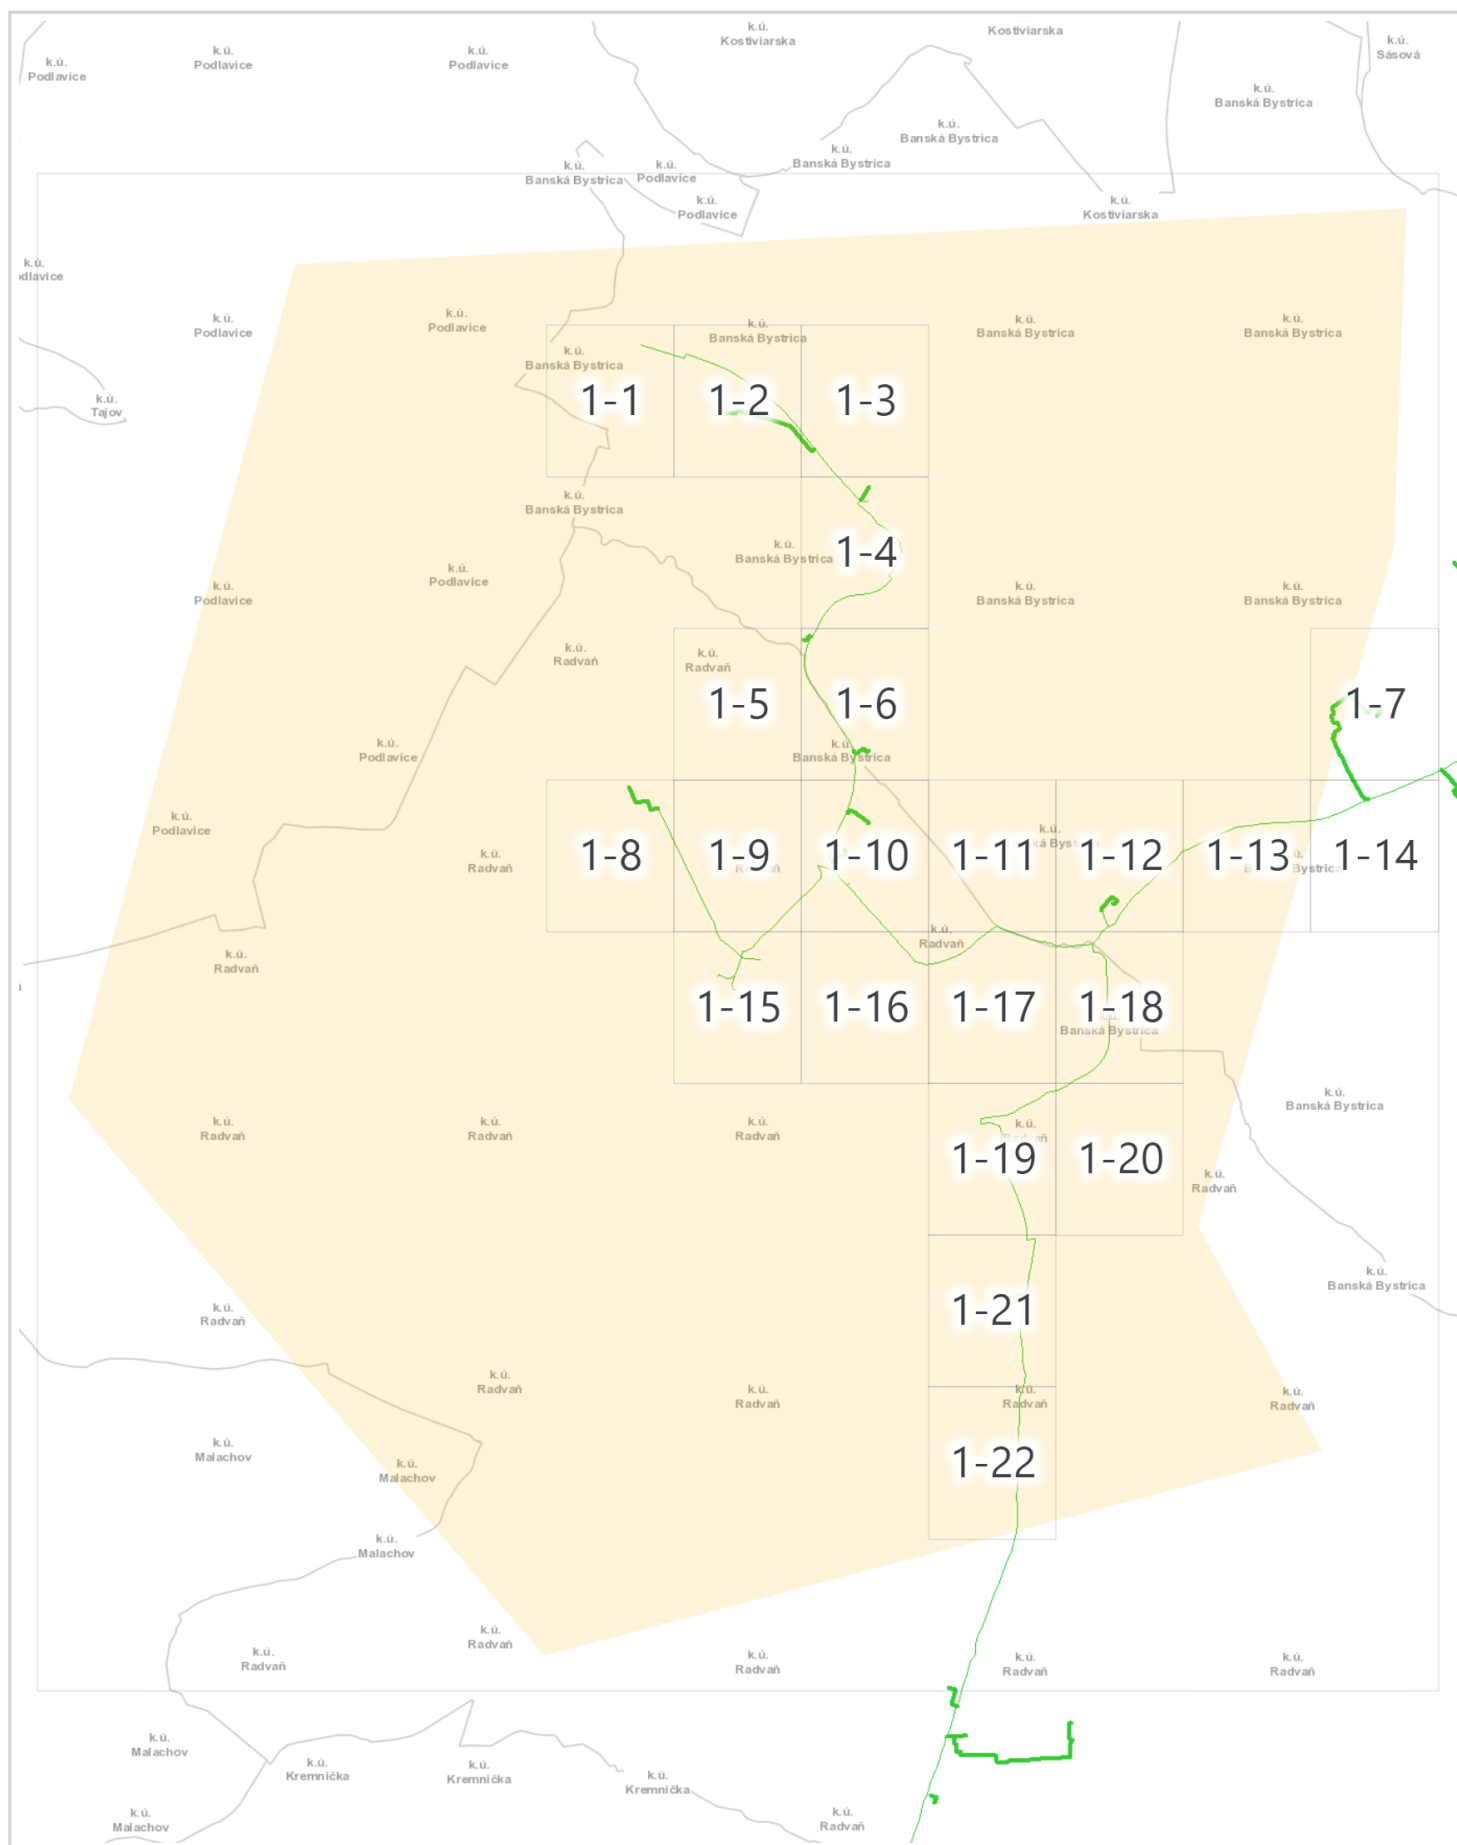 k.ú.
Kostiviarska
Kostiviarska
k.ú.
Sásová
k.ú.
Podlavice
k.ú.
Podlavice
k.ú.
Podlavice
k.ú.
Banská Bystrica
k.ú.
Banská Bystrica
k.ú.
Banská Bystrica
k.ú.
Banská Bystrica
k.ú.
Podlavice
k.ú.
Podlavice
k.ú.
Kostiviarska
k.ú.
dlavice
k.ú.
Podlavice
k.ú.
Podlavice
k.ú.
Banská Bystrica
k.ú.
Banská Bystrica
k.ú.
Banská Bystrica
k.ú.
Banská Bystrica
k.ú.
Tajov
1-1
1-2
1-3
k.ú.
Banská Bystrica
k.ú.
Banská Bystrica
1-4
k.ú.
Podlavice
k.ú.
Podlavice
k.ú.
Banská Bystrica
k.ú.
Banská Bystrica
k.ú.
Radvaň
k.ú.
Radvaň
1-5
1-6
1-7
k.ú.
Podlavice
k.ú.
Banská Bystrica
k.ú.
Podlavice
k.ú.
Radvaň
1-8
1-9
1-10
1-11
k.ú.
1-12
1-13
1-14
k.ú.
Radvaň
k.ú.
Radvaň
1-15
1-16
1-17
1-18
Banská Bystrica
k.ú.
Radvaň
k.ú.
Radvaň
k.ú.
Radvaň
k.ú.
Radvaň
k.ú.
Banská Bystrica
1-19
1-20
k.ú.
Radvaň
k.ú.
Banská Bystrica
k.ú.
Radvaň
1-21
k.ú.
Radvaň
k.ú.
Radvaň
k.ú.
Radvaň
k.ú.
Radvaň
k.ú.
Malachov
k.ú.
Malachov
1-22
k.ú.
Malachov
k.ú.
Radvaň
k.ú.
Radvaň
k.ú.
Radvaň
k.ú.
Radvaň
k.ú.
Radvaň
k.ú.
Malachov
k.ú.
Kremnička
k.ú.
Kremnička
k.ú.
Kremnička
k.ú.
Malachov
k.ú.
Radvaň